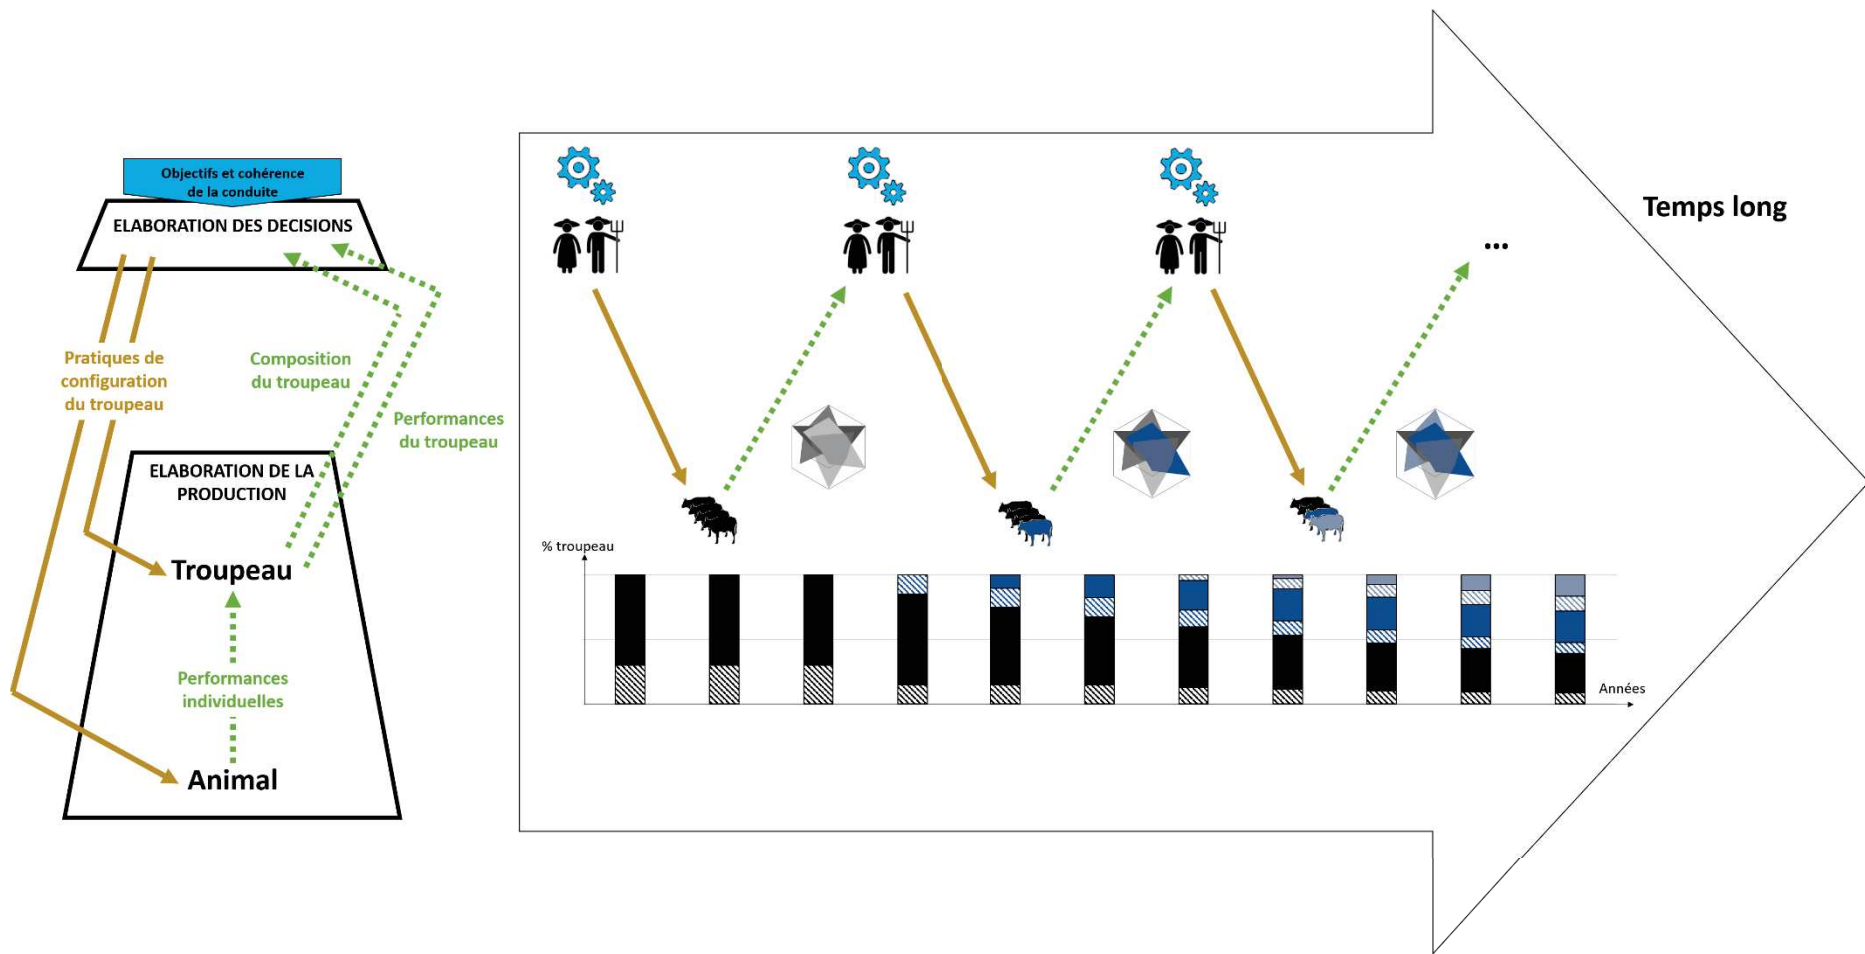 Objectifs et cohérence
de la conduite
ELABORATION DES DECISIONS
Pratiques de
configuration
du troupeau
Composition
du troupeau
Performances
du troupeau
ELABORATION DE LA
PRODUCTION
Troupeau
Performances
individuelles
Animal
Temps long
...
% troupeau
Années